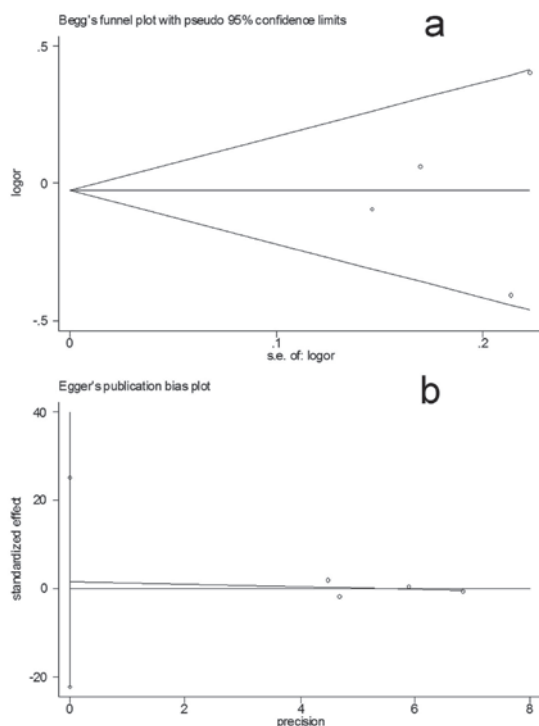 Begg's funnel plot with pseudo 95% confidence limits
a
.5
0
-.5
logor
0
.1
.2
s.e. of: logor
Egger's publication bias plot
b
40
20
0
-20
standardized effect
0
2
4
6
8
precision